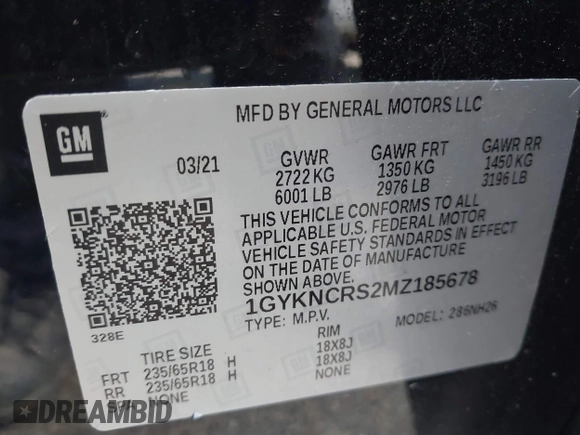 MFD BY GENERAL MOTORS LLC
GM
03/21 GVWR GAWR FRT GAWR RR
2722 KG 1350 KG 1450 KG
6001 LB 2976 LB 3196 LB
THIS VEHICLE CONFORMS TO ALL
APPLICABLE U.S. FEDERAL MOTOR
VEHICLE SAFETY STANDARDS IN EFFECT
ON THE DATE OF MANUFACTURE
SHOWN ABOVE.
1GYKNCRS2MZ185678
TYPE: M.P.V. MODEL: 286NH26
328E
TIRE SIZE RIM
FRT 235/65R18 H 18X8J
RR 235/65R18 H 18X8J
NONE NONE
DREAMBID